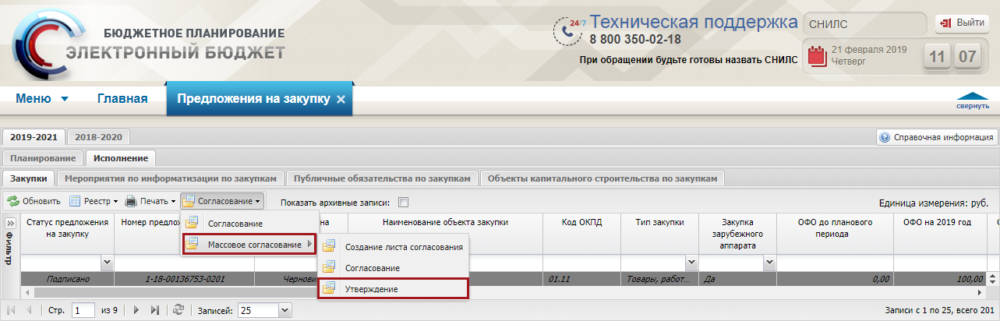 БЮДЖЕТНОЕ ПЛАНИРОВАНИЕ
ЭЛЕКТРОННЫЙ БЮДЖЕТ
24/7 Техническая поддержка
8 800 350-02-18
При обращении будьте готовы назвать СНИЛС
СНИЛС
Выйти
21 февраля 2019
Четверг
11 07
Меню Главная Предложения на закупку
свернуть
2019-2021 2018-2020 Справочная информация
Планирование Исполнение
Закупки Мероприятия по информатизации по закупкам Публичные обязательства по закупкам Объекты капитального строительства по закупкам
Обновить Реестр Печать Согласование Показать архивные записи: Единица измерения: руб.
Фильтр
Статус предложения
на закупку
Номер предло
на
Наименование объекта закупки
Код ОКПД
Тип закупки
Закупка
зарубежного
аппарата
ОФО до планового
периода
ОФО на 2019 год
Согласование
Массовое согласование
Создание листа согласования
Согласование
Утверждение
Подписано 1-18-00136753-0201 Чернови 01.11 Товары, работ... Да 0,00 100,00
Стр. 1 из 9 Записей: 25 Записи с 1 по 25, всего 201